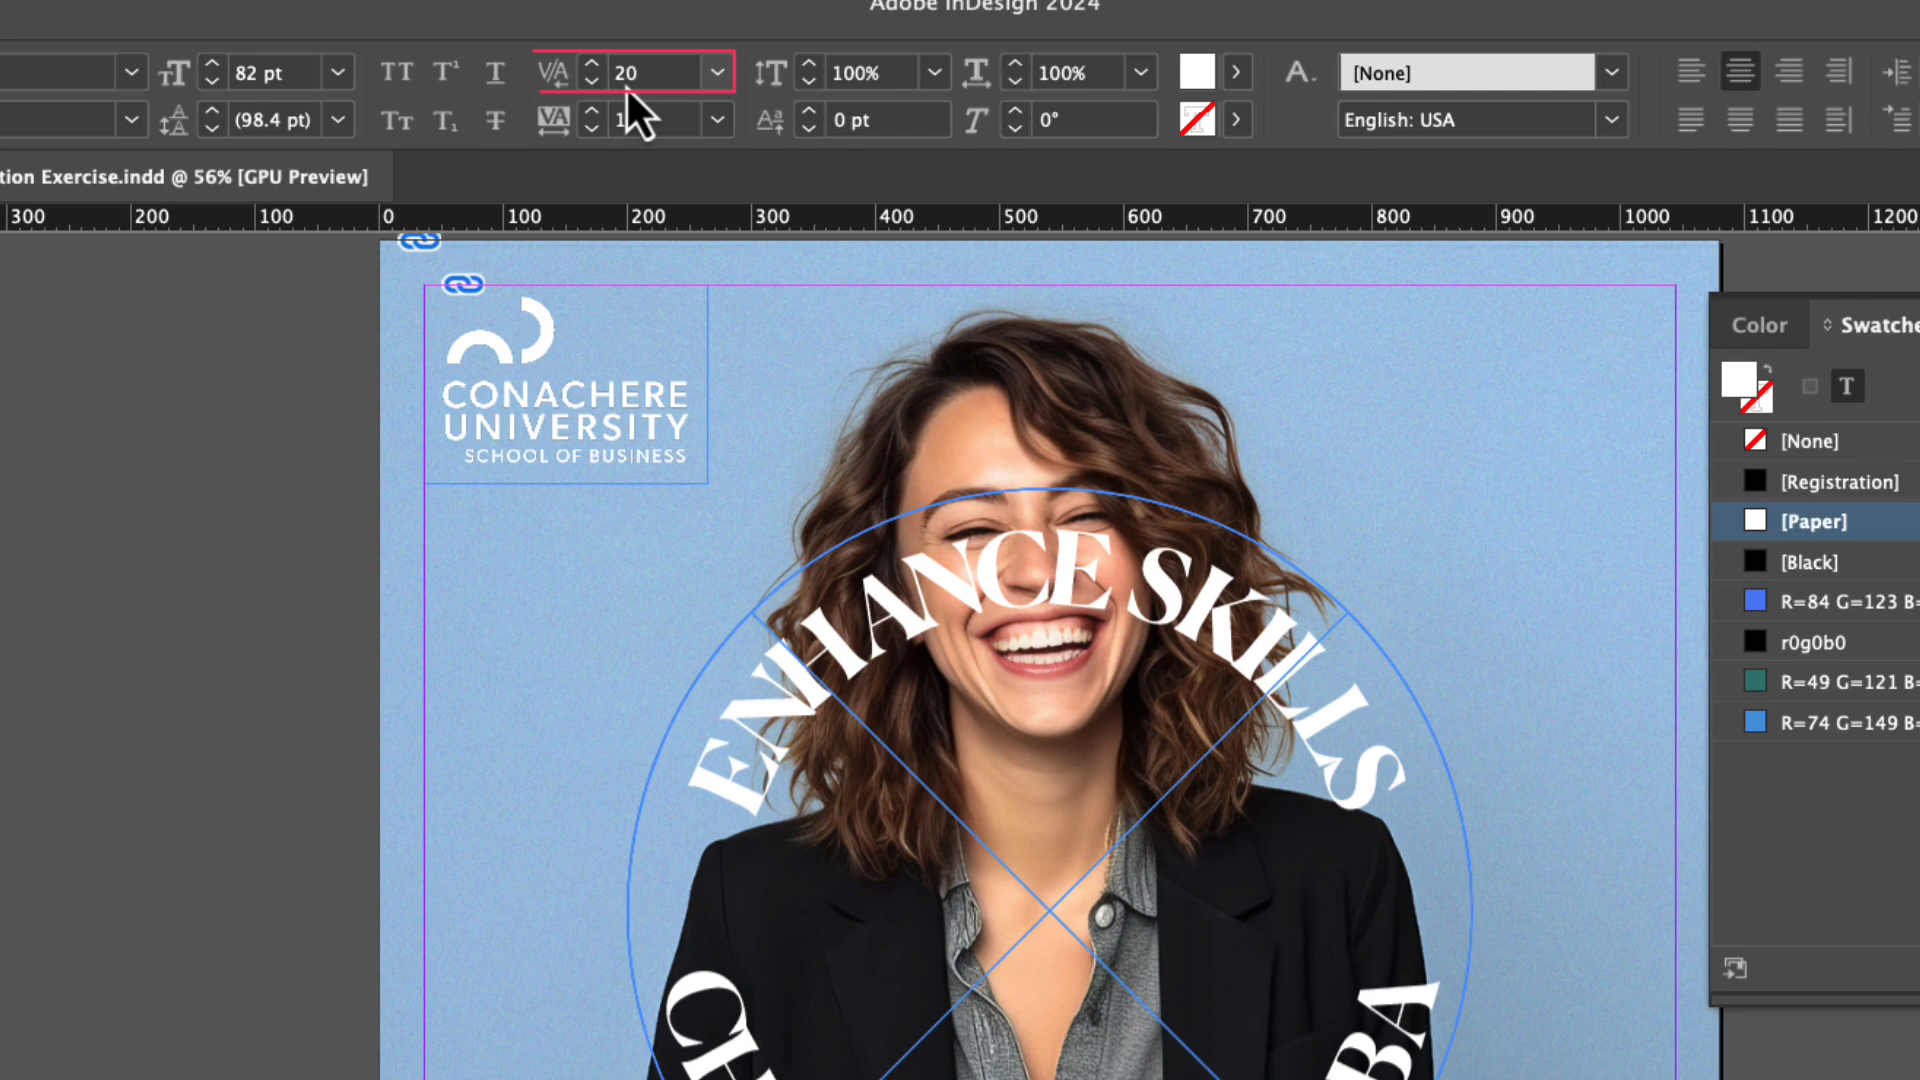 Adobe InDesign 2024
82 pt
20
100%
100%
[None]
(98.4 pt)
0 pt
0°
English: USA
tion Exercise.indd @ 56% [GPU Preview]
300 200 100 0 100 200 300 400 500 600 700 800 900 1000 1100 1200
CONACHERE
UNIVERSITY
SCHOOL OF BUSINESS
ENHANCE SKILLS
CH
BA
Color
Swatche
[None]
[Registration]
[Paper]
[Black]
R=84 G=123 B=
r0g0b0
R=49 G=121 B=
R=74 G=149 B=